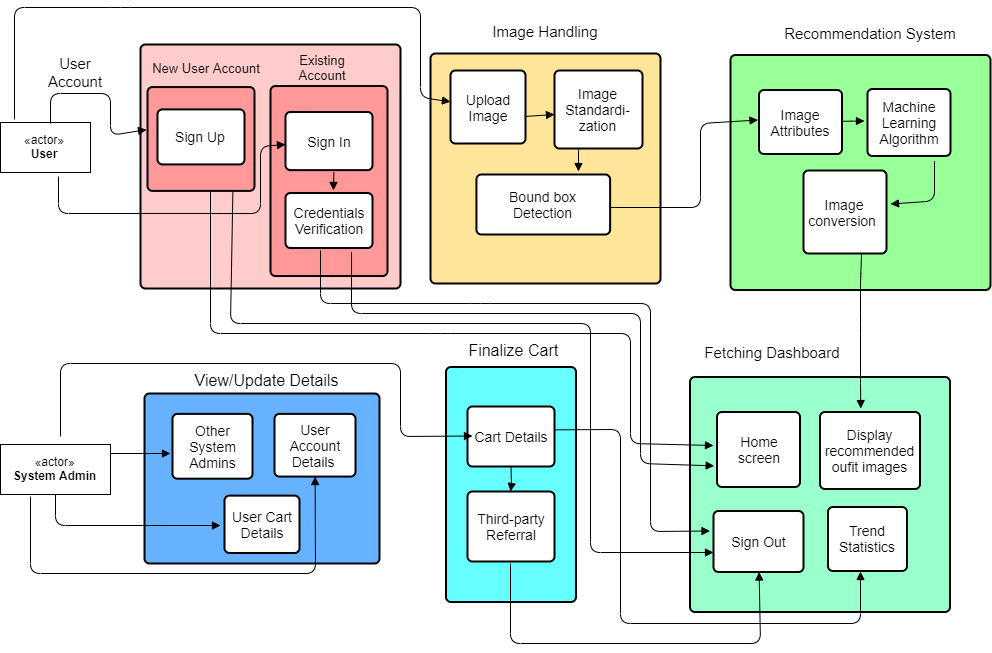 Image Handling
Recommendation System
User
Account
New User Account
Existing
Account
Sign Up
Sign In
Credentials
Verification
«actor»
User
Upload
Image
Image
Standardi-
zation
Bound box
Detection
Image
Attributes
Machine
Learning
Algorithm
Image
conversion
View/Update Details
Finalize Cart
Fetching Dashboard
«actor»
System Admin
Other
System
Admins
User
Account
Details
User Cart
Details
Cart Details
Third-party
Referral
Home
screen
Display
recommended
oufit images
Sign Out
Trend
Statistics